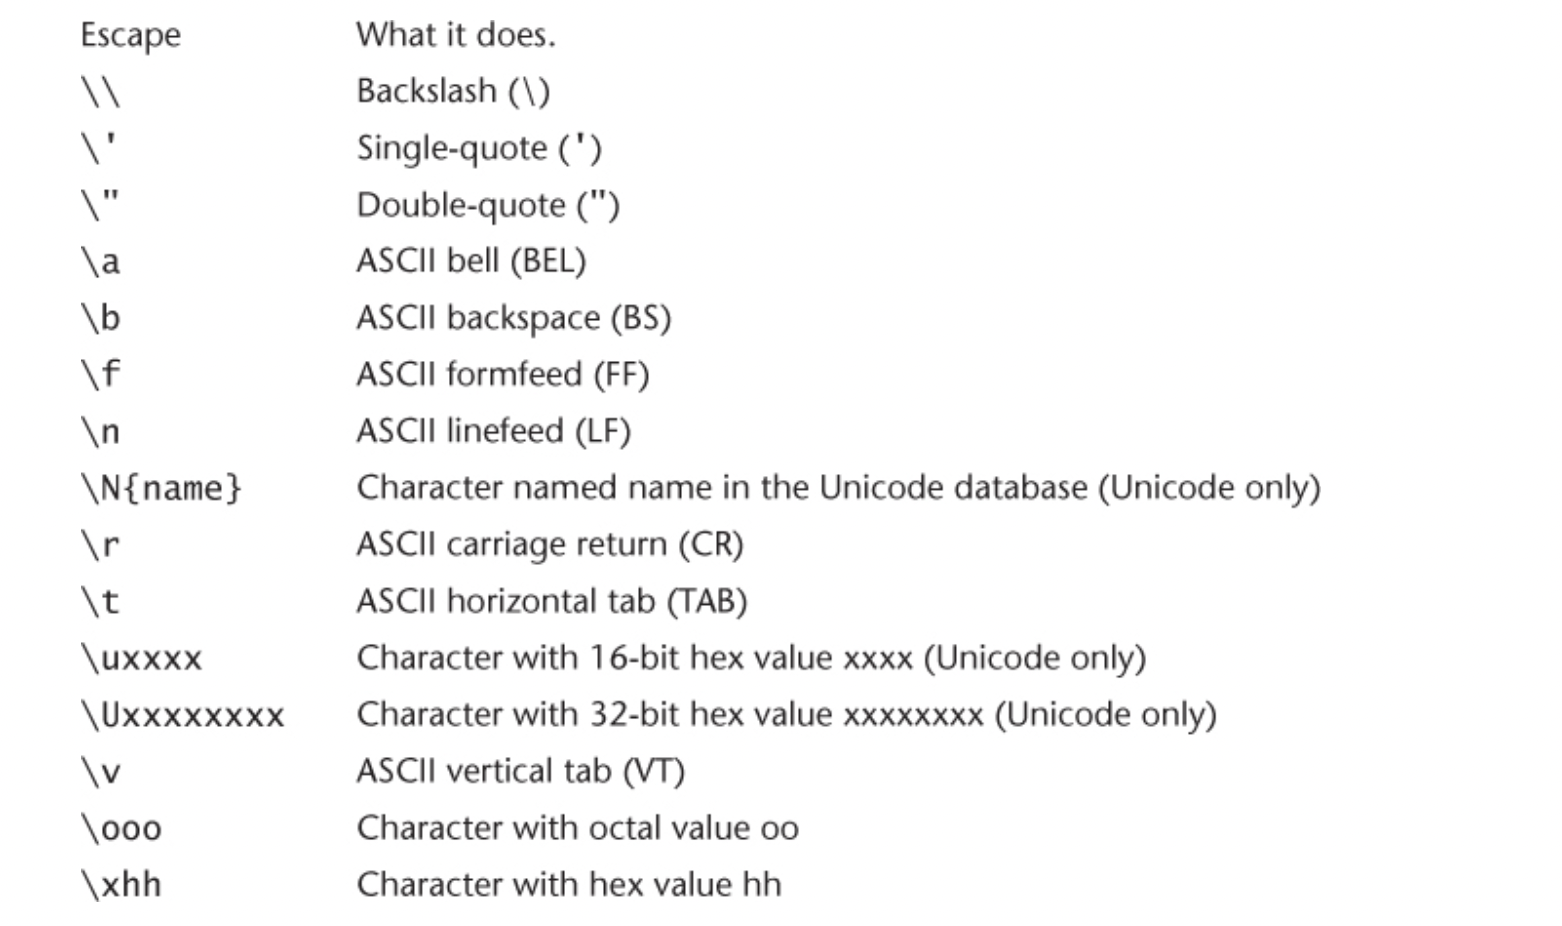 Escape What it does.
\\ Backslash (\)
\' Single-quote (')
\" Double-quote (")
\a ASCII bell (BEL)
\b ASCII backspace (BS)
\f ASCII formfeed (FF)
\n ASCII linefeed (LF)
\N{name} Character named name in the Unicode database (Unicode only)
\r ASCII carriage return (CR)
\t ASCII horizontal tab (TAB)
\uxxxx Character with 16-bit hex value xxxx (Unicode only)
\Uxxxxxxxx Character with 32-bit hex value xxxxxxxx (Unicode only)
\v ASCII vertical tab (VT)
\ooo Character with octal value oo
\xhh Character with hex value hh